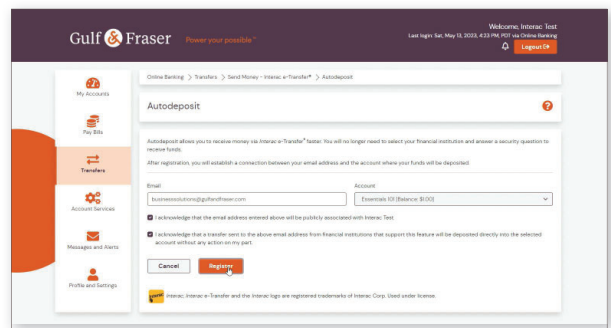 Gulf & Fraser Power your possible™
Welcome, Interac Test
Last login: Sat, May 13, 2023, 4:23 PM, PDT via Online Banking
Logout
My Accounts
Pay Bills
Transfers
Account Services
Messages and Alerts
Profile and Settings
Online Banking > Transfers > Send Money - Interac e-Transfer® > Autodeposit
Autodeposit
Autodeposit allows you to receive money via Interac e-Transfer® faster. You will no longer need to select your financial institution and answer a security question to
receive funds.
After registration, you will establish a connection between your email address and the account where your funds will be deposited.
Email
businesssolutions@gulfandfraser.com
Account
Essentials 101 (Balance: $1.00)
I acknowledge that the email address entered above will be publicly associated with Interac Test.
I acknowledge that a transfer sent to the above email address from financial institutions that support this feature will be deposited directly into the selected
account without any action on my part.
Cancel
Register
Interac, Interac e-Transfer and the Interac logo are registered trademarks of Interac Corp. Used under license.